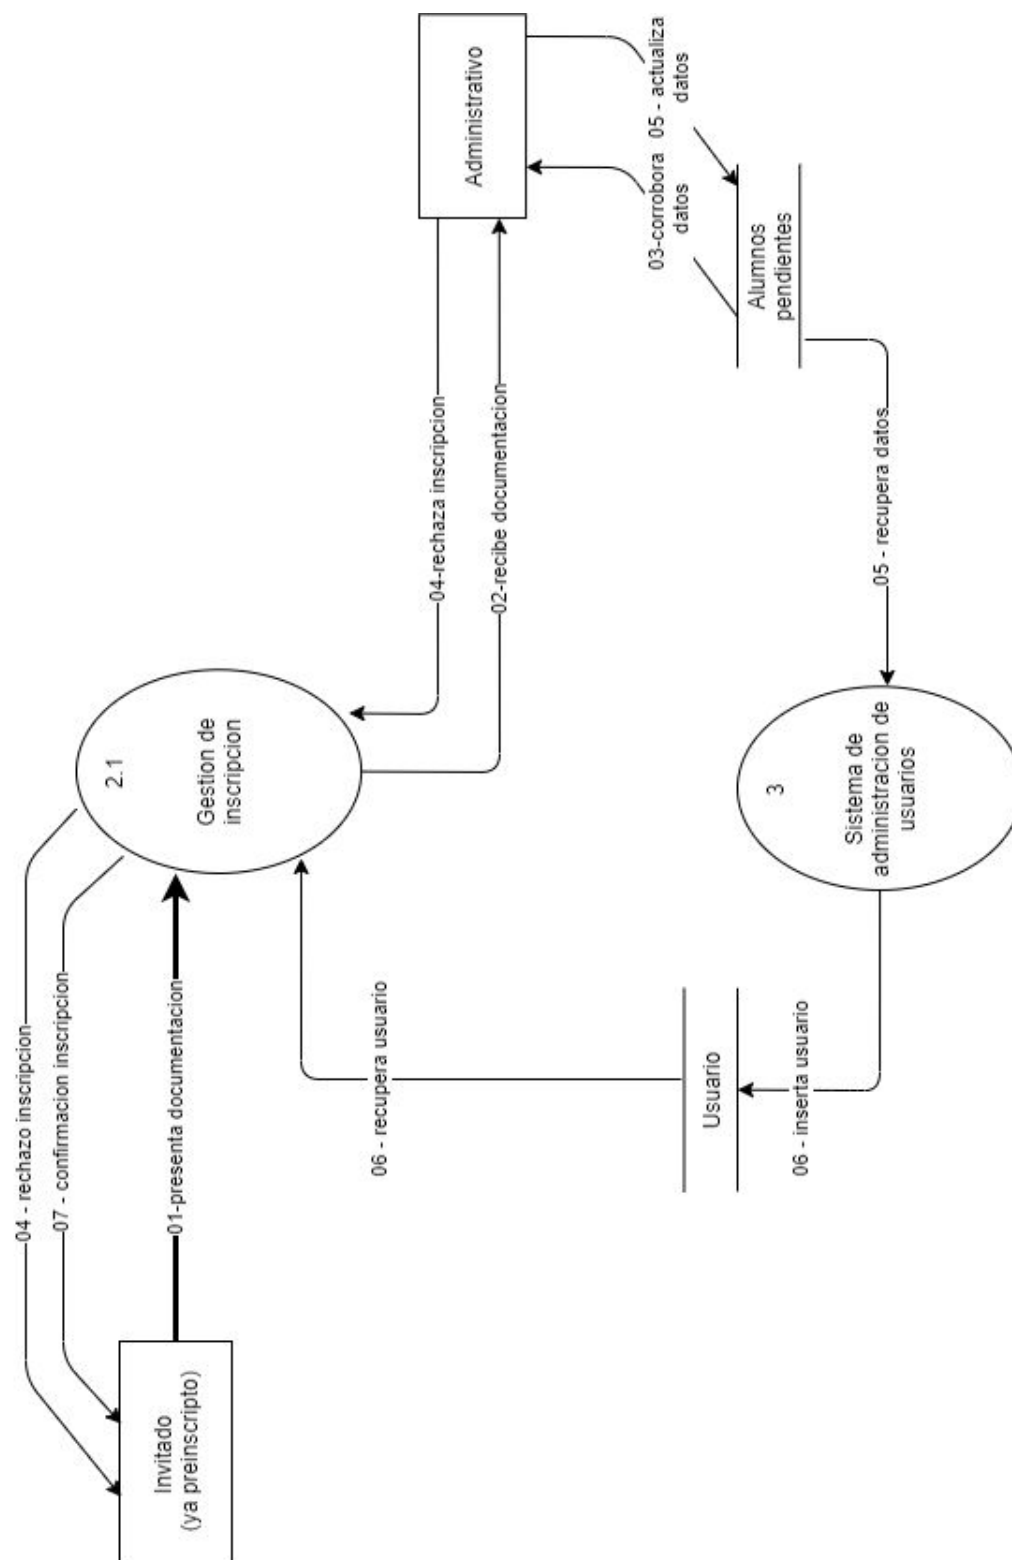 04 - rechazo inscripcion
07 - confirmacion inscripcion
01-presenta documentacion
Invitado
(ya preinscripto)
2.1
Gestion de
inscripcion
04-rechaza inscripcion
02-recibe documentacion
Administrativo
05 - actualiza
datos
03-corrobora
datos
Alumnos
pendientes
05 - recupera datos
3
Sistema de
administracion de
usuarios
06 - inserta usuario
Usuario
06 - recupera usuario